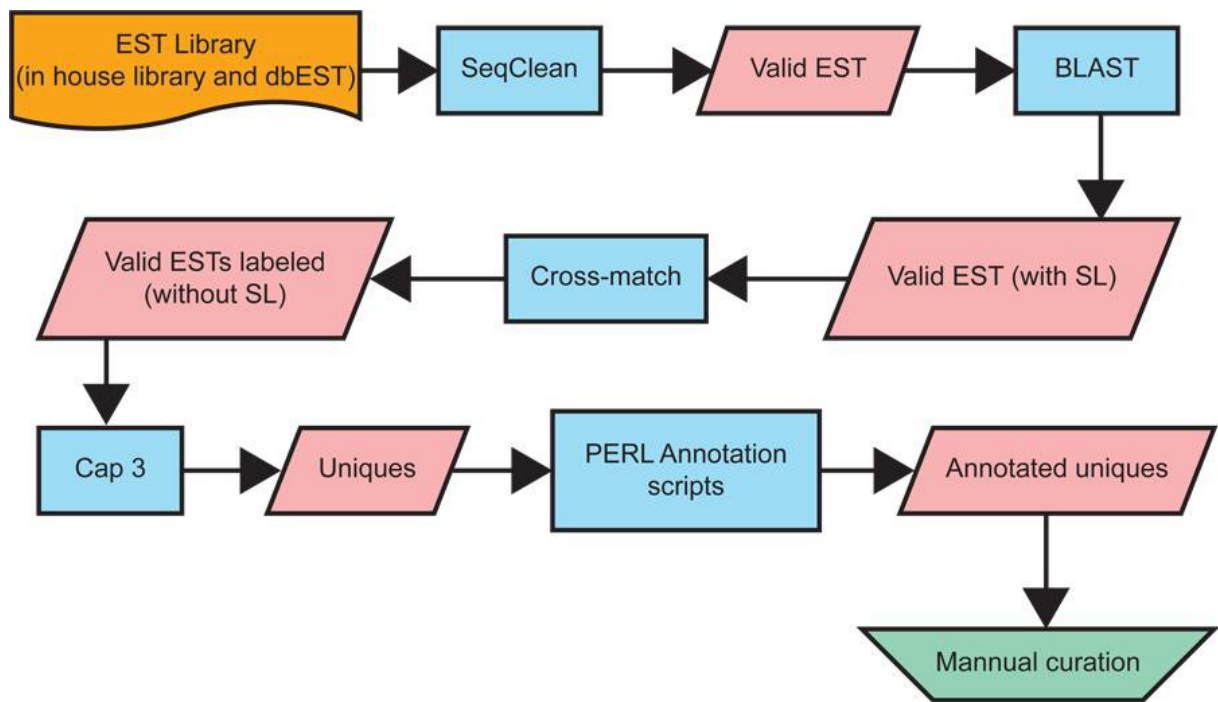 EST Library
(in house library and dbEST)
SeqClean
Valid EST
BLAST
Valid EST (with SL)
Cross-match
Valid ESTs labeled
(without SL)
Cap 3
Uniques
PERL Annotation
scripts
Annotated uniques
Mannual curation